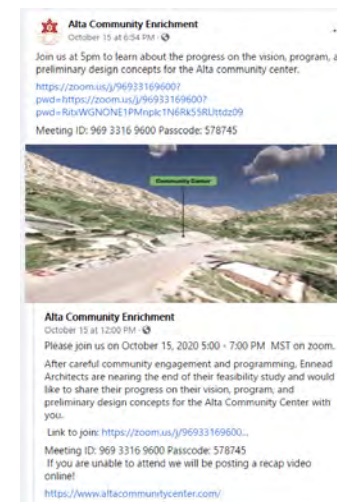 Alta Community Enrichment
October 15 at 6:54 PM ·
Join us at 5pm to learn about the progress on the vision, program, a
preliminary design concepts for the Alta community center.
https://zoom.us/j/96933169600?
pwd=https://zoom.us/j/96933169600?
pwd=RitxWGNONE1PMnplc1N6Rk55RUttdz09
Meeting ID: 969 3316 9600 Passcode: 578745
Community Center
Alta Community Enrichment
October 15 at 12:00 PM ·
Please join us on October 15, 2020 5:00 - 7:00 PM MST on zoom.
After careful community engagement and programming, Ennead
Architects are nearing the end of their feasibility study and would
like to share their progress on their vision, program, and
preliminary design concepts for the Alta Community Center with
you.
Link to join: https://zoom.us/j/96933169600...
Meeting ID: 969 3316 9600 Passcode: 578745
If you are unable to attend we will be posting a recap video
online!
https://www.altacommunitycenter.com/